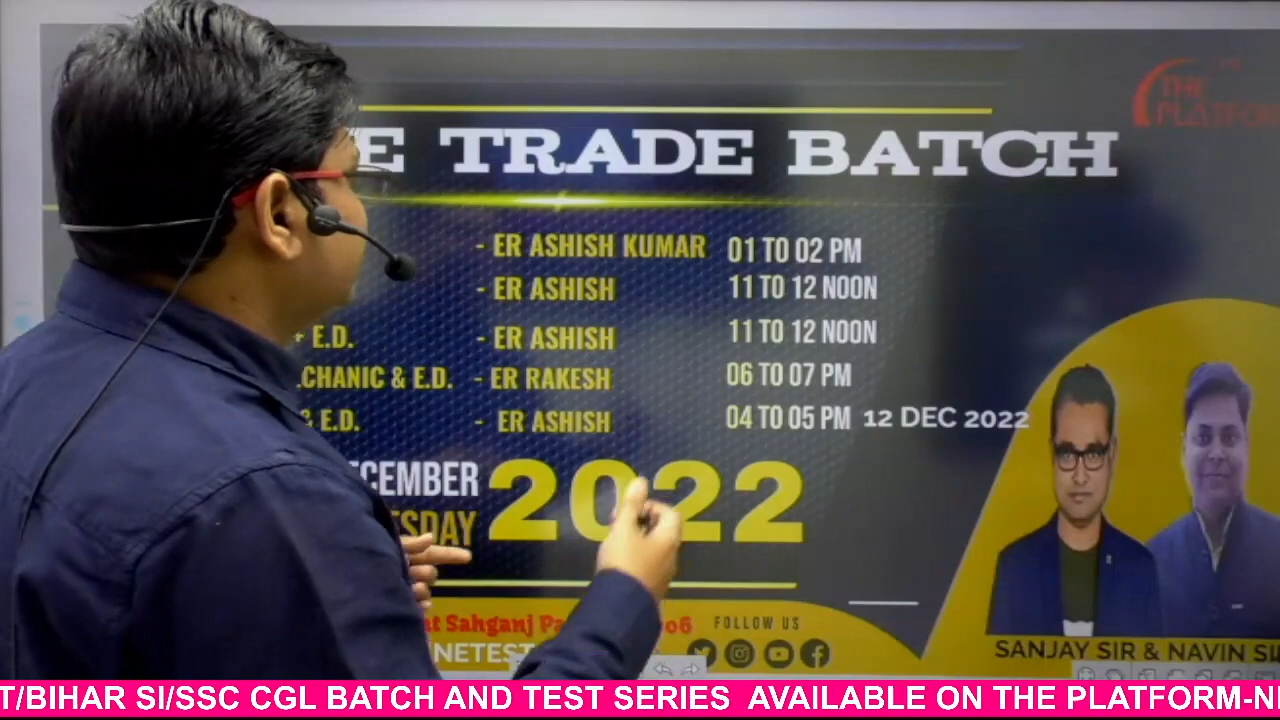 THE
PLATFORM
E TRADE BATCH
- ER ASHISH KUMAR 01 TO 02 PM
- ER ASHISH 11 TO 12 NOON
+ E.D. - ER ASHISH 11 TO 12 NOON
CHANIC & E.D. - ER RAKESH 06 TO 07 PM
& E.D. - ER ASHISH 04 TO 05 PM 12 DEC 2022
CEMBER
SDAY
2022
Sahganj
FOLLOW US
NETEST
SANJAY SIR & NAVIN SI
T/BIHAR SI/SSC CGL BATCH AND TEST SERIES AVAILABLE ON THE PLATFORM-N